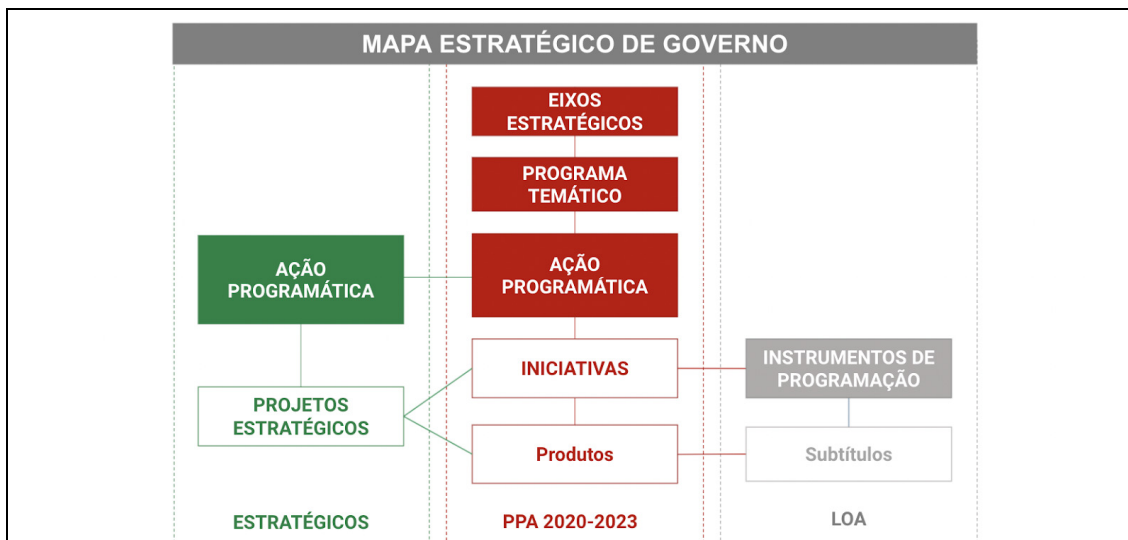 MAPA ESTRATÉGICO DE GOVERNO
EIXOS
ESTRATÉGICOS
PROGRAMA
TEMÁTICO
AÇÃO
PROGRAMÁTICA
AÇÃO
PROGRAMÁTICA
INICIATIVAS
INSTRUMENTOS DE
PROGRAMAÇÃO
PROJETOS
ESTRATÉGICOS
Produtos
Subtítulos
ESTRATÉGICOS
PPA 2020-2023
LOA